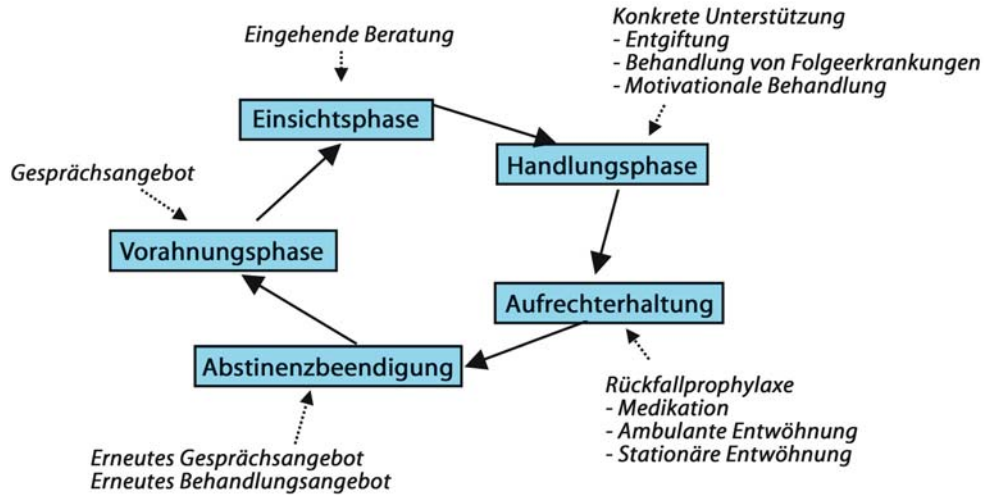 Eingehende Beratung
Konkrete Unterstützung
- Entgiftung
- Behandlung von Folgeerkrankungen
- Motivationale Behandlung
Einsichtsphase
Handlungsphase
Gesprächsangebot
Vorahnungsphase
Aufrechterhaltung
Abstinenzbeendigung
Rückfallprophylaxe
- Medikation
- Ambulante Entwöhnung
- Stationäre Entwöhnung
Erneutes Gesprächsangebot
Erneutes Behandlungsangebot